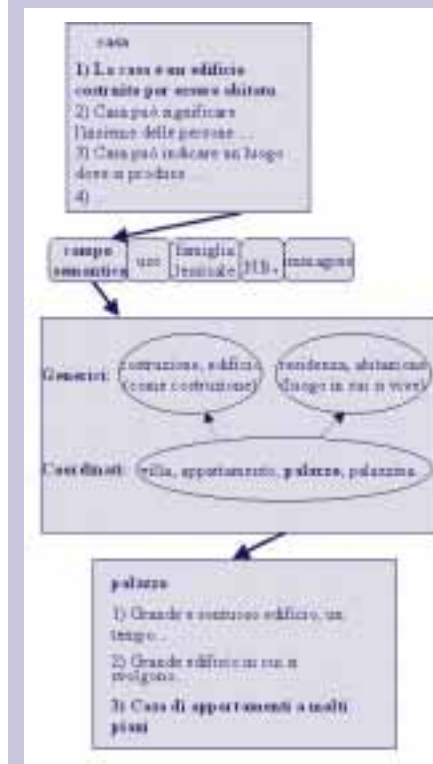 casa
1) La casa è un edificio
costruito per essere abitato
2) Casa può significare
l'insieme delle persone ...
3) Casa può indicare un luogo
dove si produce ...
4) ...
campo
semantico
uso
famiglia
lessicale
NB.
immagine
costruzione, edificio
(come costruzione)
residenza, abitazione
(luogo in cui si vive)
Generici:
Coordinati: villa, appartamento, palazzo, palazzina
palazzo
1) Grande e sontuoso edificio, un
tempo...
2) Grande edificio in cui si
svolgono...
3) Casa di appartamenti a molti
piani